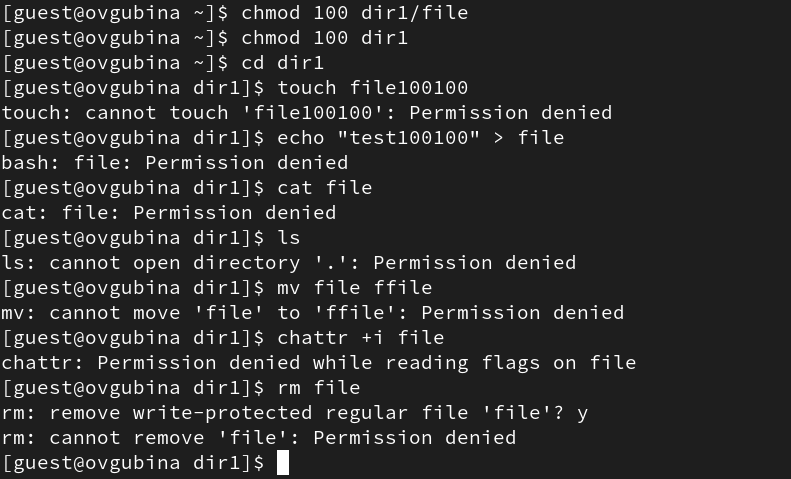 [guest@ovgubina ~]$ chmod 100 dir1/file
[guest@ovgubina ~]$ chmod 100 dir1
[guest@ovgubina ~]$ cd dir1
[guest@ovgubina dir1]$ touch file100100
touch: cannot touch 'file100100': Permission denied
[guest@ovgubina dir1]$ echo "test100100" > file
bash: file: Permission denied
[guest@ovgubina dir1]$ cat file
cat: file: Permission denied
[guest@ovgubina dir1]$ ls
ls: cannot open directory '.': Permission denied
[guest@ovgubina dir1]$ mv file ffile
mv: cannot move 'file' to 'ffile': Permission denied
[guest@ovgubina dir1]$ chattr +i file
chattr: Permission denied while reading flags on file
[guest@ovgubina dir1]$ rm file
rm: remove write-protected regular file 'file'? y
rm: cannot remove 'file': Permission denied
[guest@ovgubina dir1]$